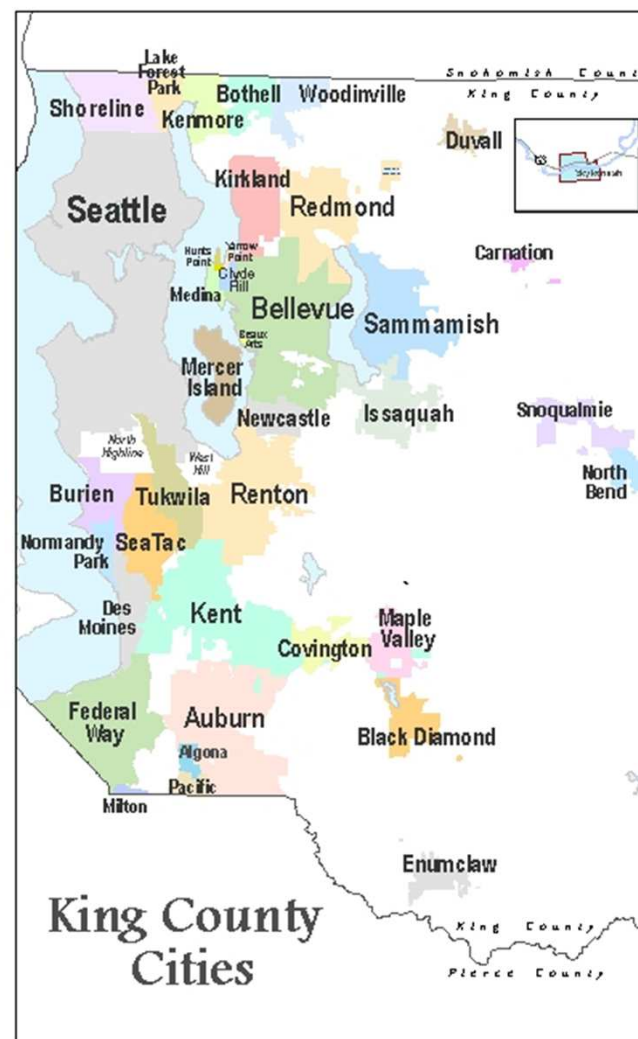 Lake
Forest
Park
Snohomish Count
King County
Shoreline
Bothell
Woodinville
Kenmore
Duvall
Skykomish
Kirkland
Redmond
Seattle
Hunts
Point
Yarrow
Point
Clyde
Hill
Carnation
Medina
Bellevue
Sammamish
Beaux
Arts
Mercer
Island
Newcastle
Issaquah
Snoqualmie
North
Highline
West
Hill
North
Bend
Burien
Tukwila
Renton
Normandy
Park
SeaTac
Des
Moines
Kent
Maple
Valley
Covington
Federal
Way
Auburn
Black Diamond
Algona
Pacific
Milton
Enumclaw
King County
Cities
King County
Pierce County